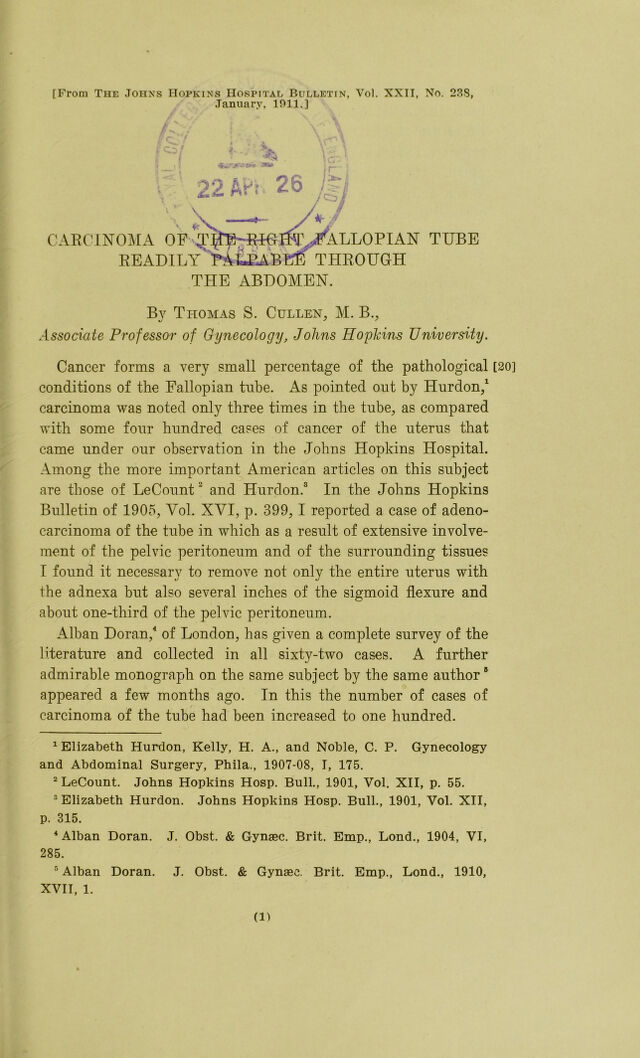 [From THE JOHNS HOPKINS HOSPITAL BULLETIN, Vol. XXII, No. 238,
January, 1911.]
ENGLAND
22 APR 26
CARCINOMA OF THE RIGHT FALLOPIAN TUBE
READILY PALPABLE THROUGH
THE ABDOMEN.
By THOMAS S. CULLEN, M. B.,
Associate Professor of Gynecology, Johns Hopkins University.
Cancer forms a very small percentage of the pathological [20]
conditions of the Fallopian tube. As pointed out by Hurdon,¹
carcinoma was noted only three times in the tube, as compared
with some four hundred cases of cancer of the uterus that
came under our observation in the Johns Hopkins Hospital.
Among the more important American articles on this subject
are those of LeCount² and Hurdon.³ In the Johns Hopkins
Bulletin of 1905, Vol. XVI, p. 399, I reported a case of adeno-
carcinoma of the tube in which as a result of extensive involve-
ment of the pelvic peritoneum and of the surrounding tissues
I found it necessary to remove not only the entire uterus with
the adnexa but also several inches of the sigmoid flexure and
about one-third of the pelvic peritoneum.
Alban Doran,⁴ of London, has given a complete survey of the
literature and collected in all sixty-two cases. A further
admirable monograph on the same subject by the same author⁵
appeared a few months ago. In this the number of cases of
carcinoma of the tube had been increased to one hundred.
¹ Elizabeth Hurdon, Kelly, H. A., and Noble, C. P. Gynecology
and Abdominal Surgery, Phila., 1907-08, I, 175.
² LeCount. Johns Hopkins Hosp. Bull., 1901, Vol. XII, p. 55.
³ Elizabeth Hurdon. Johns Hopkins Hosp. Bull., 1901, Vol. XII,
p. 315.
⁴ Alban Doran. J. Obst. & Gynæc. Brit. Emp., Lond., 1904, VI,
285.
⁵ Alban Doran. J. Obst. & Gynæc. Brit. Emp., Lond., 1910,
XVII, 1.
(1)